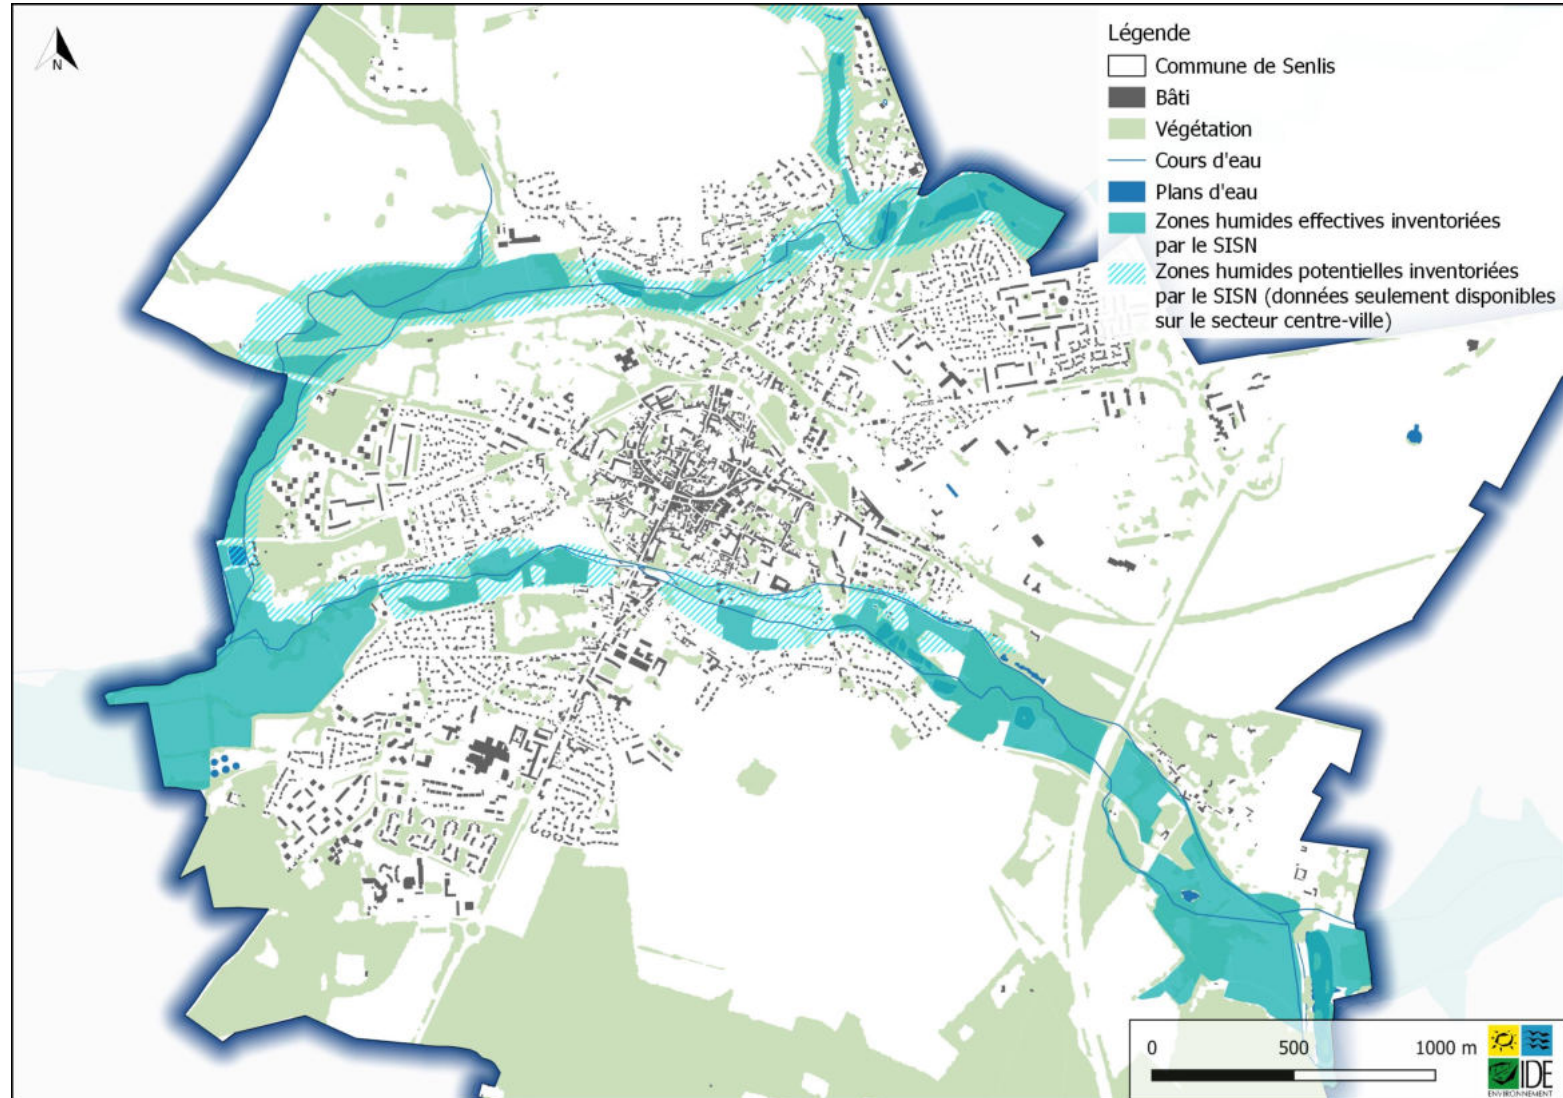 N
Légende
Commune de Senlis
Bâti
Végétation
Cours d'eau
Plans d'eau
Zones humides effectives inventoriées
par le SISN
Zones humides potentielles inventoriées
par le SISN (données seulement disponibles
sur le secteur centre-ville)
0 500 1000 m
IDE
ENVIRONNEMENT